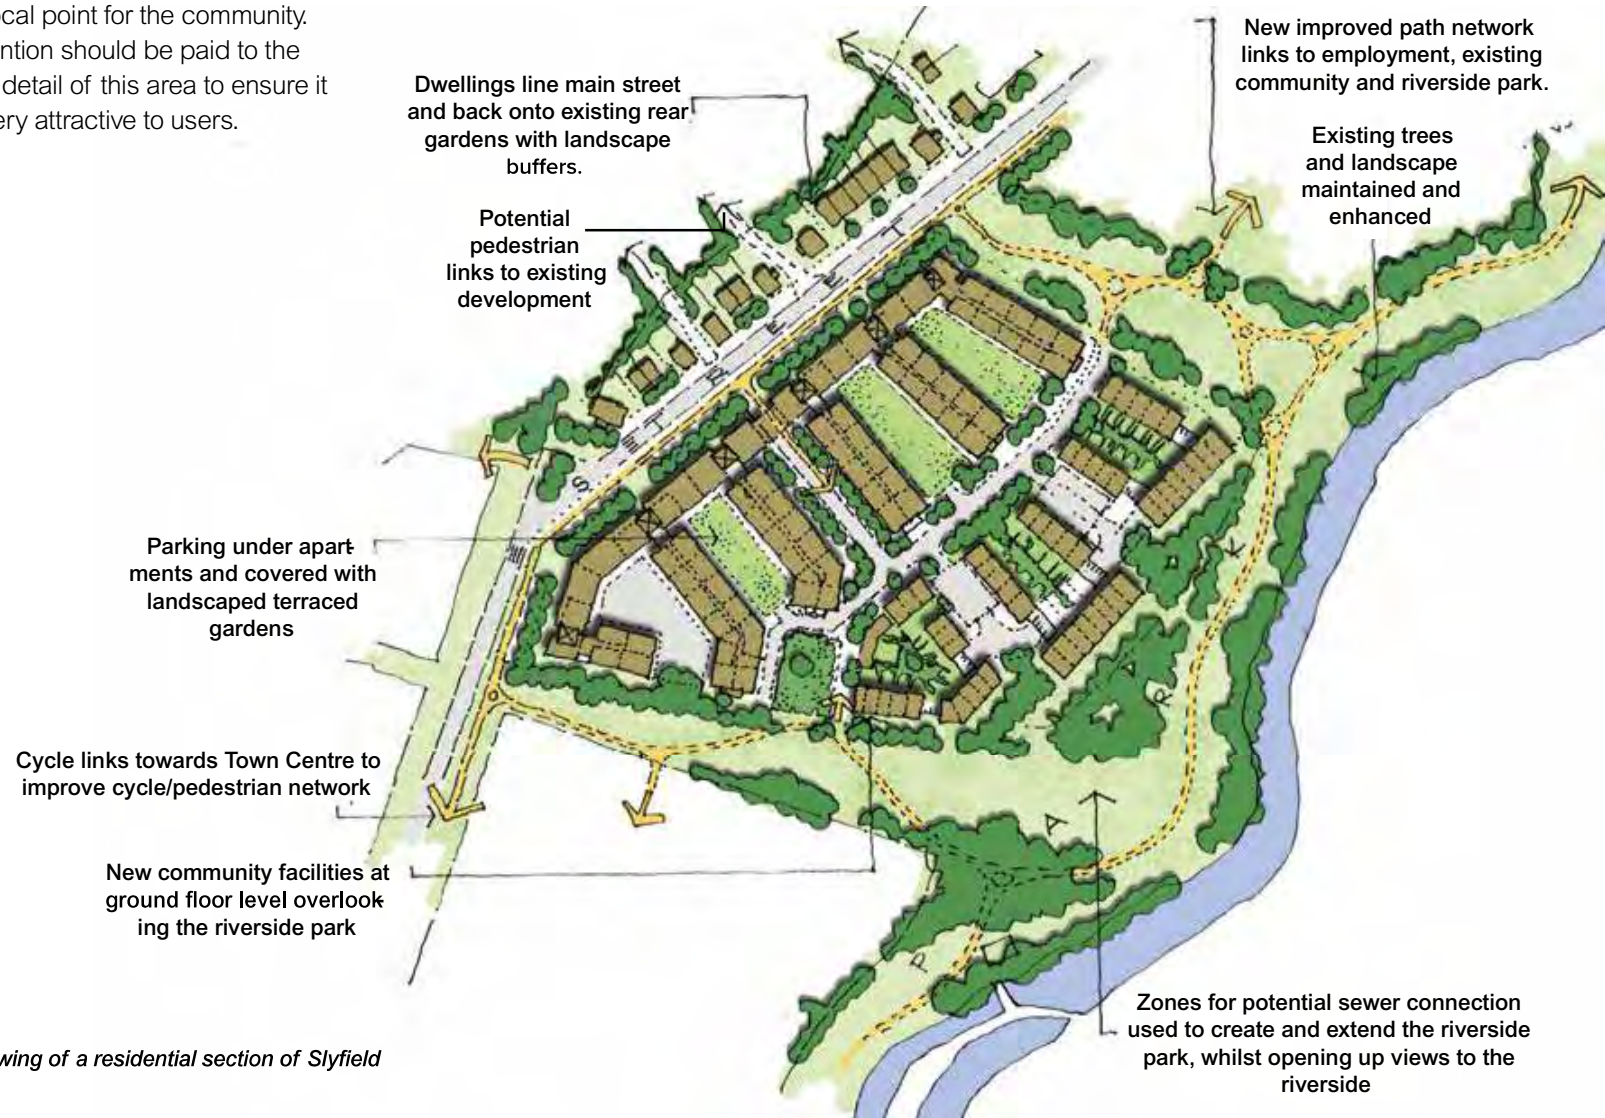 ocal point for the community.
ntion should be paid to the
detail of this area to ensure it
ery attractive to users.
Dwellings line main street
and back onto existing rear
gardens with landscape
buffers.
Potential
pedestrian
links to existing
development
New improved path network
links to employment, existing
community and riverside park.
Existing trees
and landscape
maintained and
enhanced
Parking under apart-
ments and covered with
landscaped terraced
gardens
Cycle links towards Town Centre to
improve cycle/pedestrian network
New community facilities at
ground floor level overlook-
ing the riverside park
Zones for potential sewer connection
used to create and extend the riverside
park, whilst opening up views to the
riverside
wing of a residential section of Slyfield
STREET
PARK
PARK